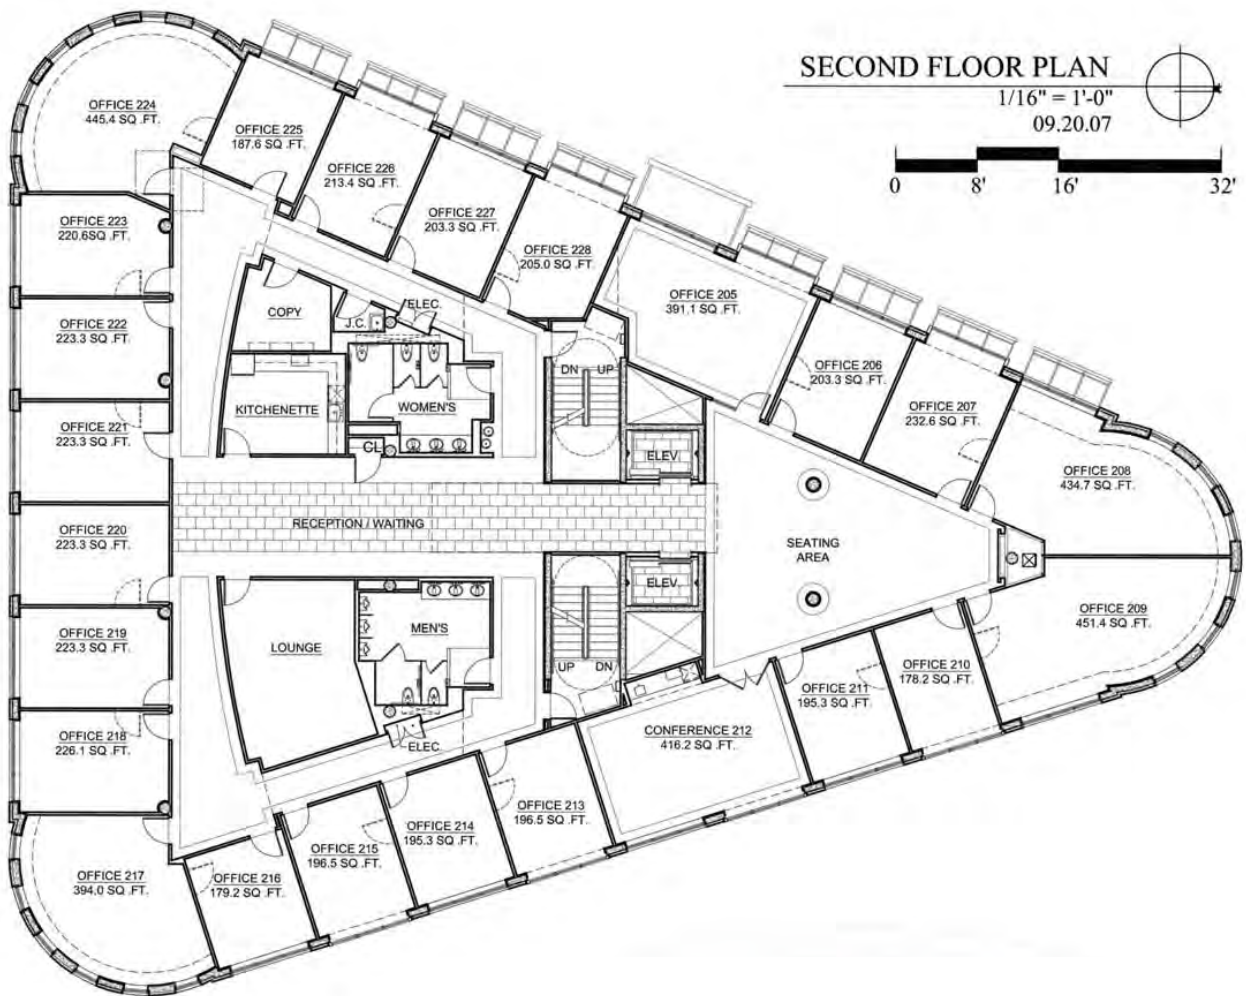 SECOND FLOOR PLAN
1/16" = 1'-0"
09.20.07
0 8' 16' 32'
OFFICE 224
445.4 SQ .FT.
OFFICE 225
187.6 SQ .FT.
OFFICE 226
213.4 SQ .FT.
OFFICE 227
203.3 SQ .FT.
OFFICE 228
205.0 SQ .FT.
OFFICE 205
391.1 SQ .FT.
OFFICE 206
203.3 SQ .FT.
OFFICE 207
232.6 SQ .FT.
OFFICE 208
434.7 SQ .FT.
OFFICE 223
220.6SQ .FT.
OFFICE 222
223.3 SQ .FT.
OFFICE 221
223.3 SQ .FT.
OFFICE 220
223.3 SQ .FT.
OFFICE 219
223.3 SQ .FT.
OFFICE 218
226.1 SQ .FT.
OFFICE 217
394.0 SQ .FT.
COPY
J.C.
ELEC.
KITCHENETTE
WOMEN'S
CL
DN UP
ELEV.
RECEPTION / WAITING
SEATING
AREA
ELEV.
LOUNGE
MEN'S
UP DN
ELEC.
OFFICE 209
451.4 SQ .FT.
OFFICE 210
178.2 SQ .FT.
OFFICE 211
195.3 SQ .FT.
CONFERENCE 212
416.2 SQ .FT.
OFFICE 213
196.5 SQ .FT.
OFFICE 214
195.3 SQ .FT.
OFFICE 215
196.5 SQ .FT.
OFFICE 216
179.2 SQ .FT.